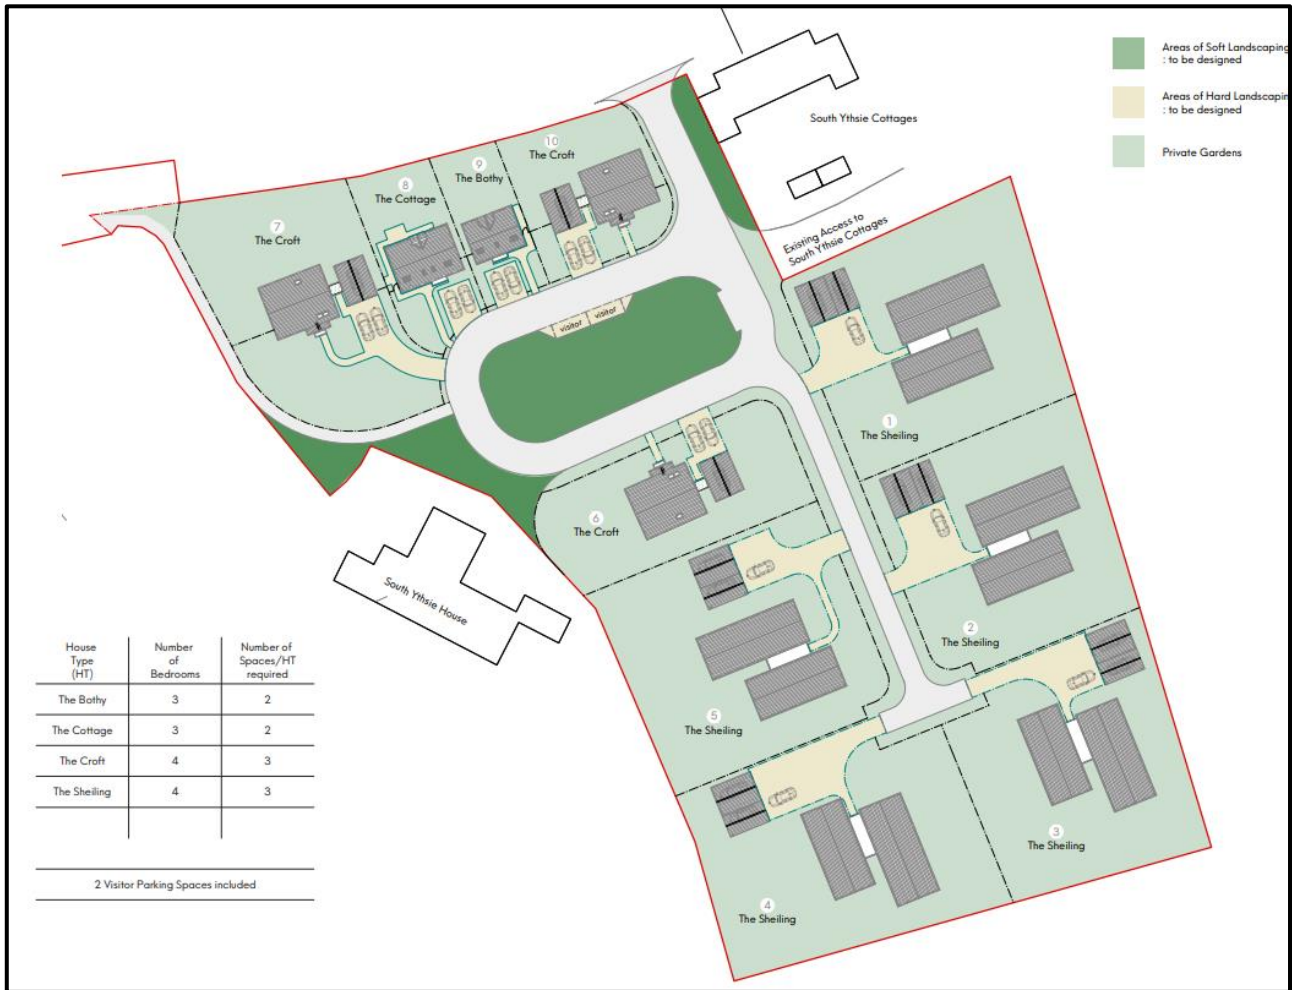 Areas of Soft Landscaping
: to be designed
Areas of Hard Landscapin
: to be designed
Private Gardens
South Ythsie Cottages
Existing Access to
South Ythsie Cottages
10
The Croft
9
The Bothy
8
The Cottage
7
The Croft
visitor
visitor
1
The Sheiling
6
The Croft
2
The Sheiling
South Ythsie House
5
The Sheiling
3
The Sheiling
4
The Sheiling
House Type (HT) Number of Bedrooms Number of Spaces/HT required
The Bothy 3 2
The Cottage 3 2
The Croft 4 3
The Sheiling 4 3
2 Visitor Parking Spaces included